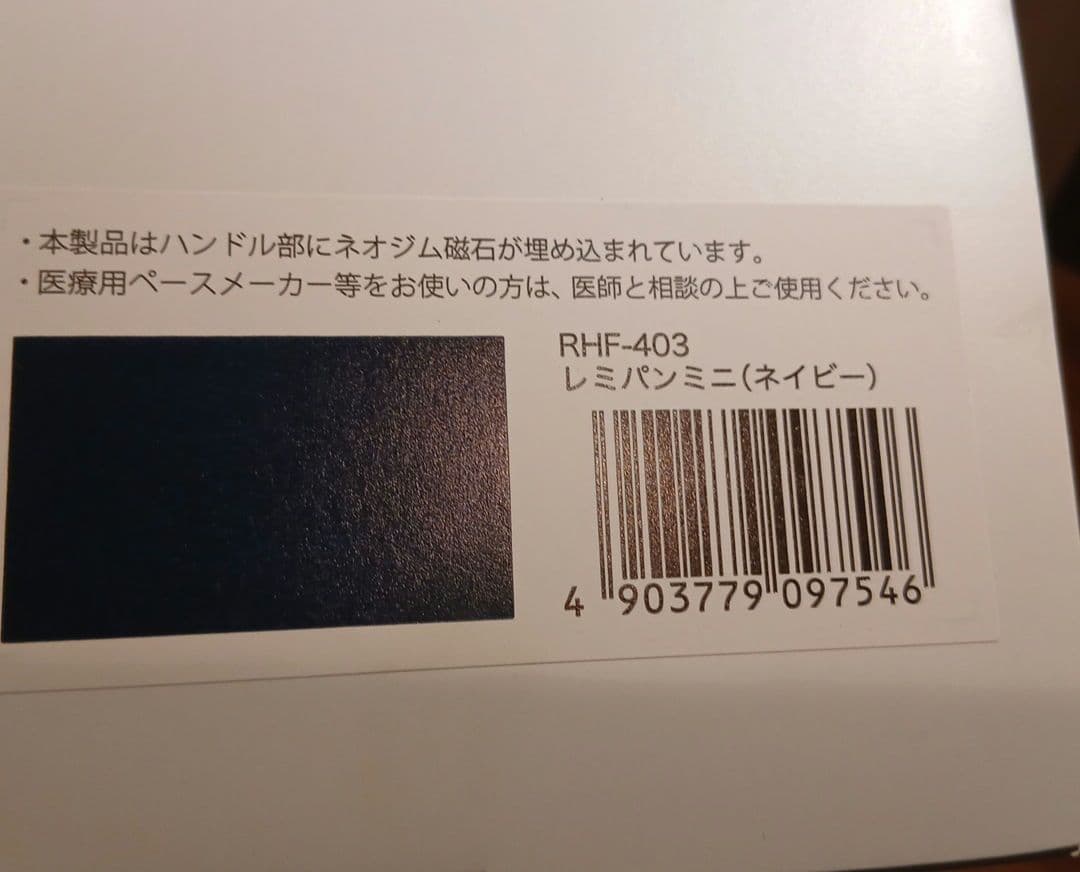 ・本製品はハンドル部にネオジム磁石が埋め込まれています。
・医療用ペースメーカー等をお使いの方は、医師と相談の上ご使用ください。
RHF-403
レミパンミニ(ネイビー)
4 903779 097546